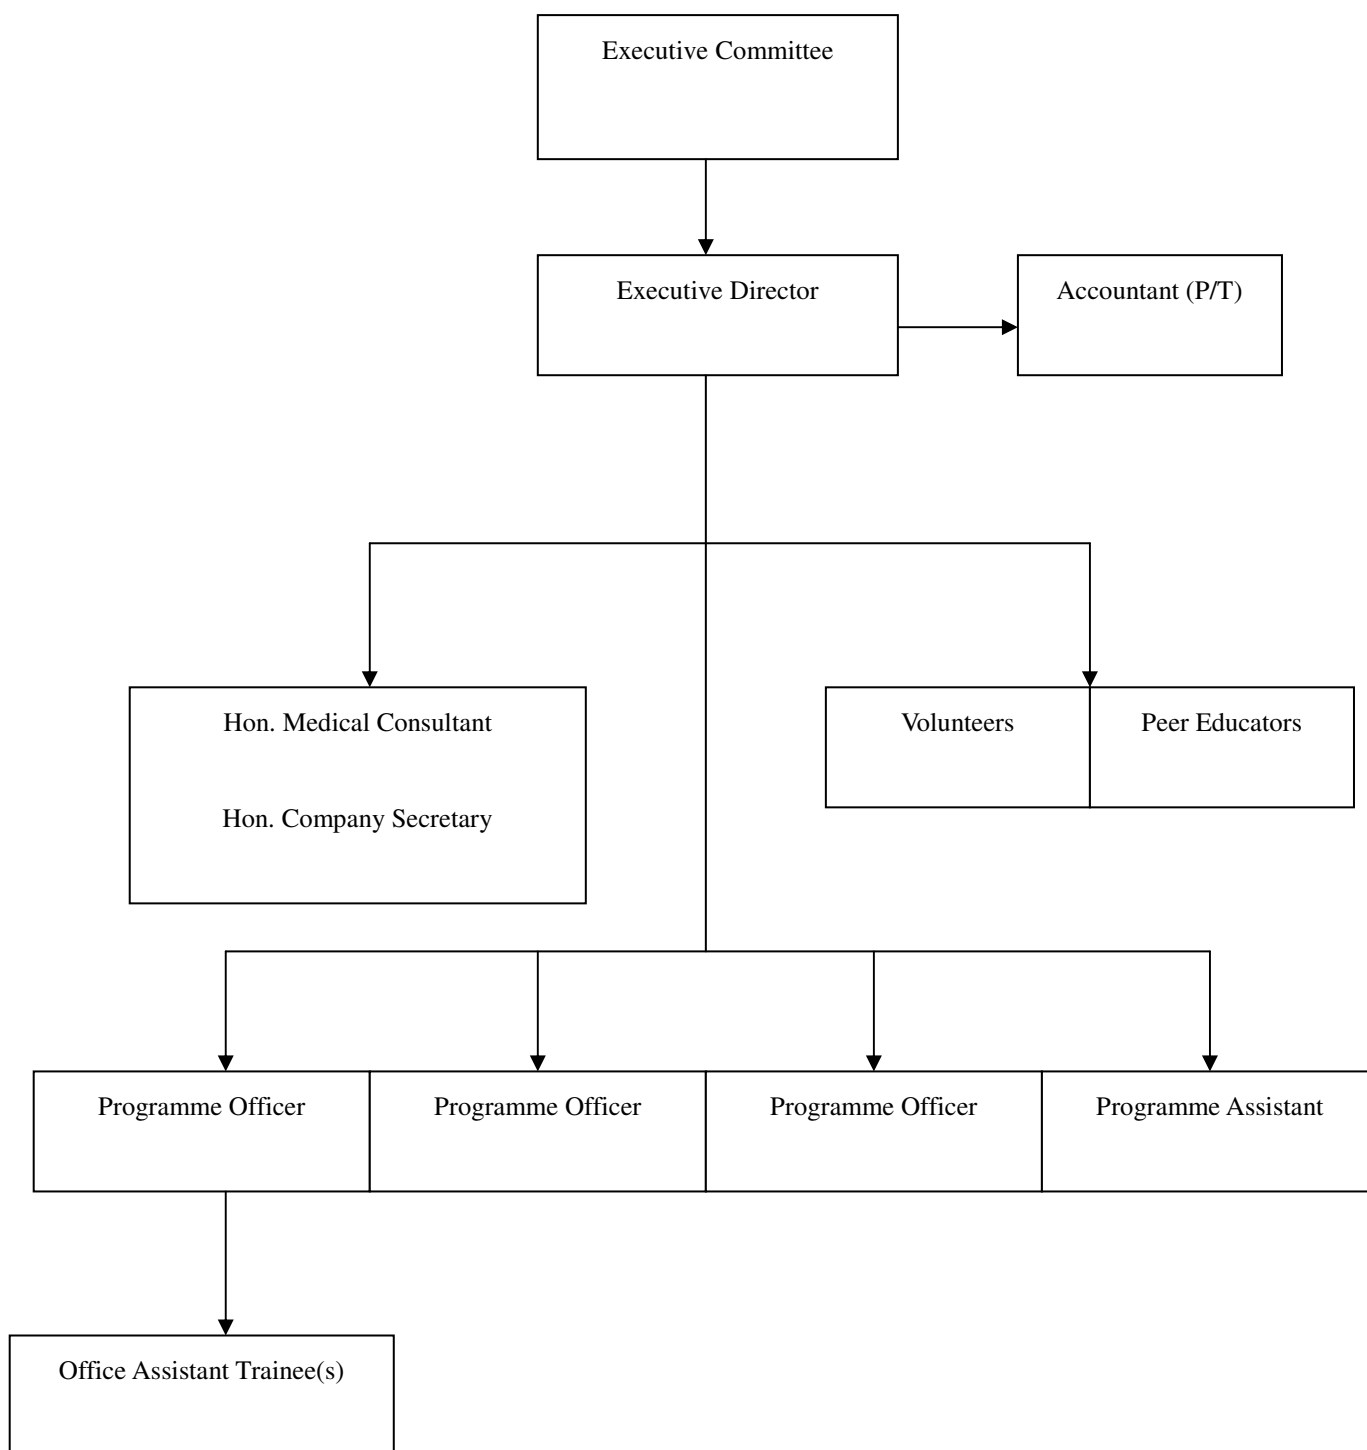 Executive Committee
Executive Director
Accountant (P/T)
Hon. Medical Consultant
Hon. Company Secretary
Volunteers
Peer Educators
Programme Officer
Programme Officer
Programme Officer
Programme Assistant
Office Assistant Trainee(s)